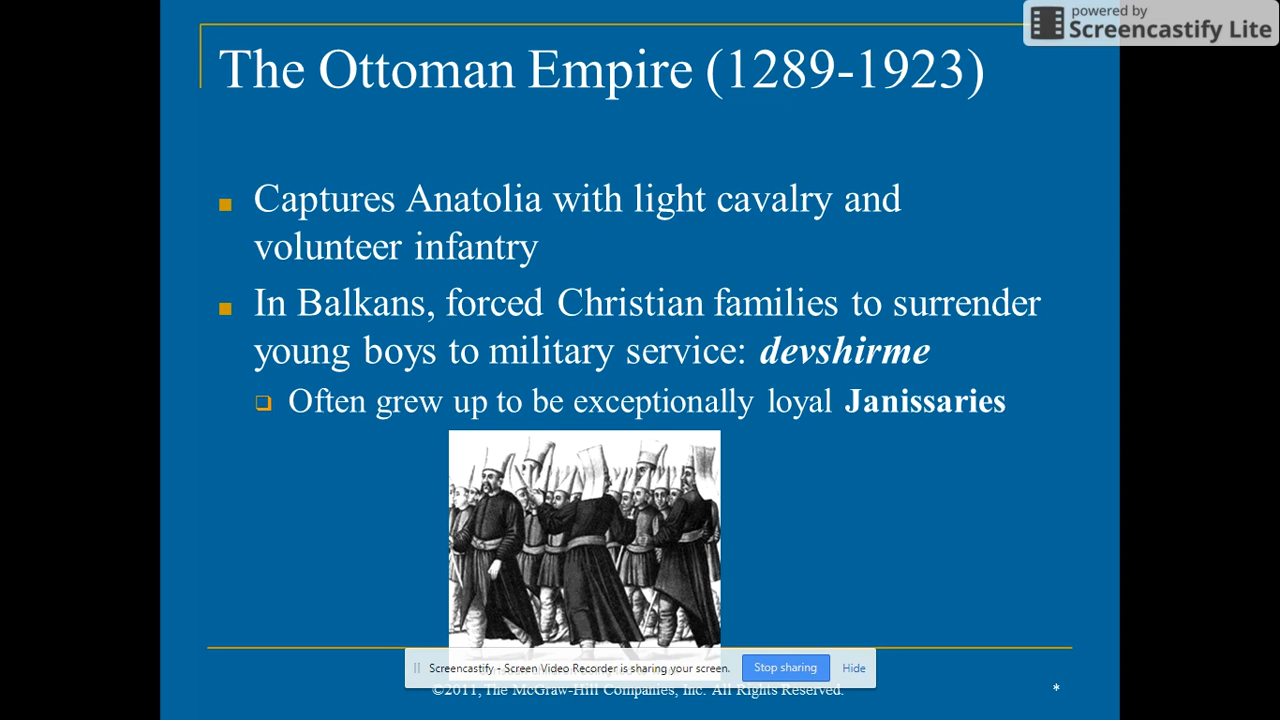 powered by
Screencastify Lite
The Ottoman Empire (1289-1923)
■ Captures Anatolia with light cavalry and
volunteer infantry
■ In Balkans, forced Christian families to surrender
young boys to military service: devshirme
❑ Often grew up to be exceptionally loyal Janissaries
Screencastify - Screen Video Recorder is sharing your screen.
Stop sharing
Hide
©2011, The McGraw-Hill Companies, Inc. All Rights Reserved.
*